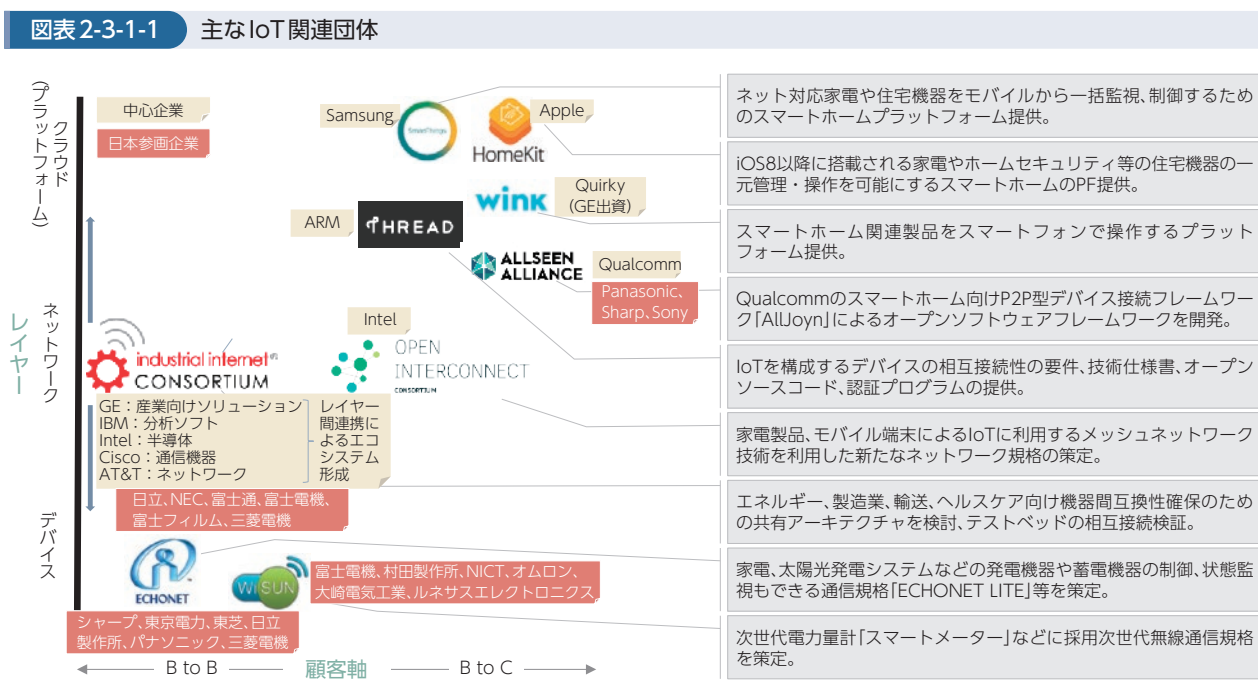 図表2-3-1-1 主なIoT関連団体
クラウド
(プラットフォーム)
ネットワーク
レイヤー
デバイス
中心企業
日本参画企業
Samsung
SmartThings
Apple
HomeKit
wink
Quirky
(GE出資)
ARM
THREAD
ALLSEEN
ALLIANCE
Qualcomm
Panasonic、
Sharp、Sony
Intel
OPEN
INTERCONNECT
CONSORTIUM
industrial internet®
CONSORTIUM
GE：産業向けソリューション
IBM：分析ソフト
Intel：半導体
Cisco：通信機器
AT&T：ネットワーク
レイヤー
間連携に
よるエコ
システム
形成
日立、NEC、富士通、富士電機、
富士フィルム、三菱電機
ECHONET
Wi SUN
富士電機、村田製作所、NICT、オムロン、
大崎電気工業、ルネサスエレクトロニクス
シャープ、東京電力、東芝、日立
製作所、パナソニック、三菱電機
B to B 顧客軸 B to C
ネット対応家電や住宅機器をモバイルから一括監視、制御するため
のスマートホームプラットフォーム提供。
iOS8以降に搭載される家電やホームセキュリティ等の住宅機器の一
元管理・操作を可能にするスマートホームのPF提供。
スマートホーム関連製品をスマートフォンで操作するプラット
フォーム提供。
Qualcommのスマートホーム向けP2P型デバイス接続フレームワー
ク「AllJoyn」によるオープンソフトウェアフレームワークを開発。
IoTを構成するデバイスの相互接続性の要件、技術仕様書、オープン
ソースコード、認証プログラムの提供。
家電製品、モバイル端末によるIoTに利用するメッシュネットワーク
技術を利用した新たなネットワーク規格の策定。
エネルギー、製造業、輸送、ヘルスケア向け機器間互換性確保のため
の共有アーキテクチャを検討、テストベッドの相互接続検証。
家電、太陽光発電システムなどの発電機器や蓄電機器の制御、状態監
視もできる通信規格「ECHONET LITE」等を策定。
次世代電力量計「スマートメーター」などに採用次世代無線通信規格
を策定。